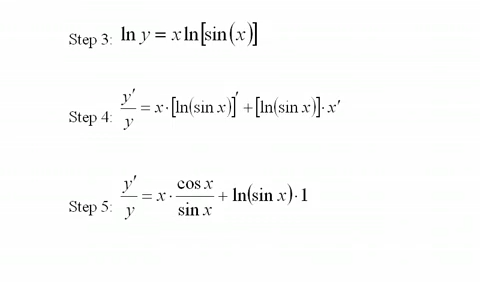 Step 3: ln y = x ln[sin(x)]
Step 4: y′/y = x·[ln(sin x)]′ + [ln(sin x)]·x′
Step 5: y′/y = x·cos x/sin x + ln(sin x)·1